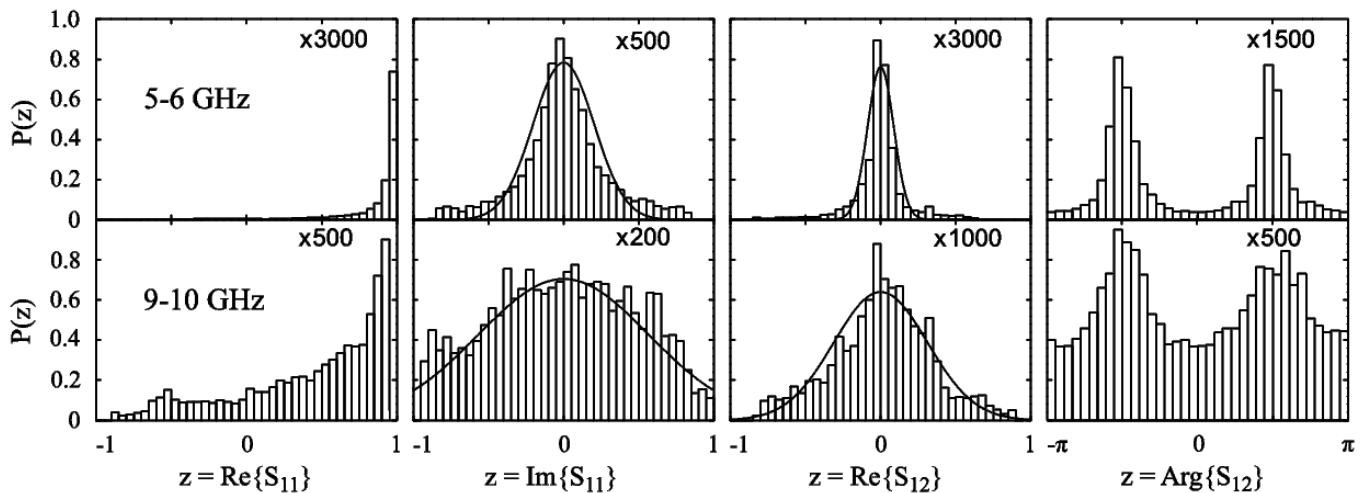 1.0
0.8
0.6
0.4
0.2
0
P(z)
5-6 GHz
x3000
x500
x3000
x1500
0.8
0.6
0.4
0.2
0
P(z)
9-10 GHz
x500
x200
x1000
x500
-1 0 1 -1 0 1 -1 0 1 -π 0 π
z = Re{S₁₁} z = Im{S₁₁} z = Re{S₁₂} z = Arg{S₁₂}